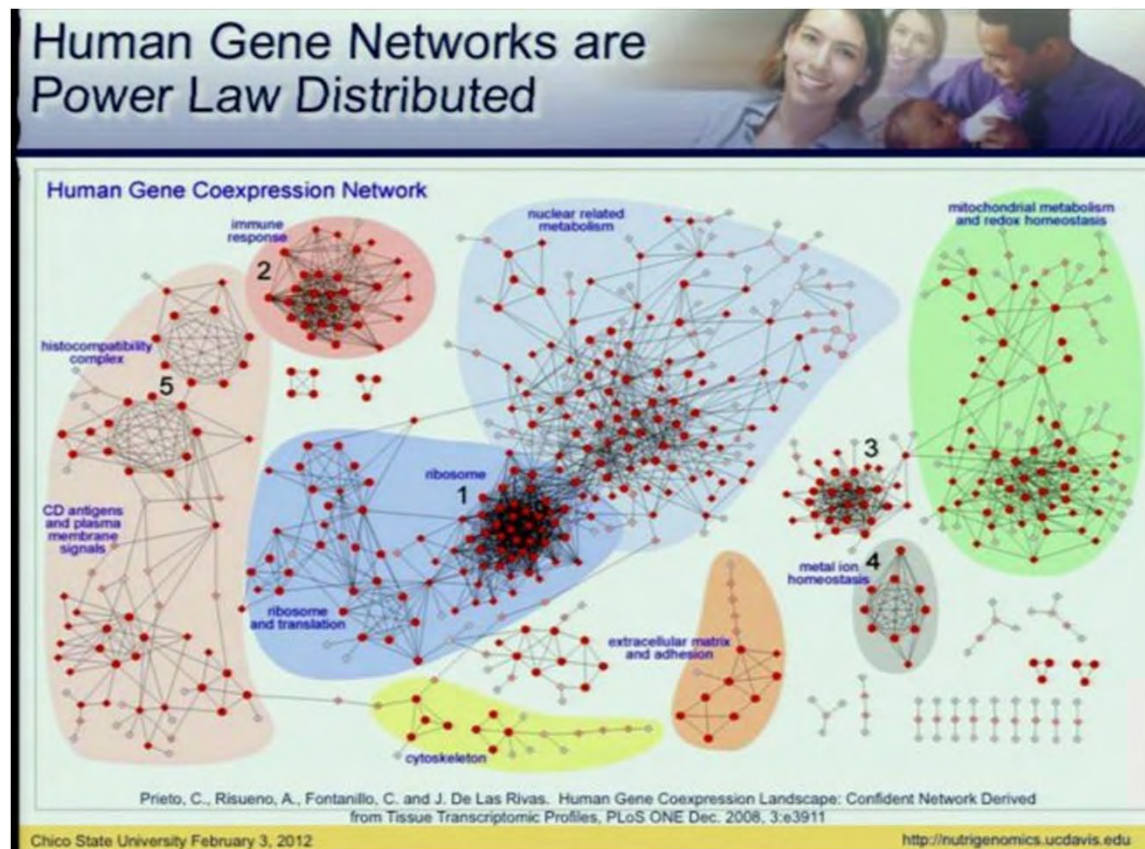 Human Gene Networks are
Power Law Distributed
Human Gene Coexpression Network
immune
response
2
nuclear related
metabolism
mitochondrial metabolism
and redox homeostasis
histocompatibility
complex
5
ribosome
1
3
CD antigens
and plasma
membrane
signals
metal ion
homeostasis
4
ribosome
and translation
extracellular matrix
and adhesion
cytoskeleton
Prieto, C., Risueno, A., Fontanillo, C. and J. De Las Rivas. Human Gene Coexpression Landscape: Confident Network Derived
from Tissue Transcriptomic Profiles, PLoS ONE Dec. 2008, 3:e3911
Chico State University February 3, 2012
http://nutrigenomics.ucdavis.edu